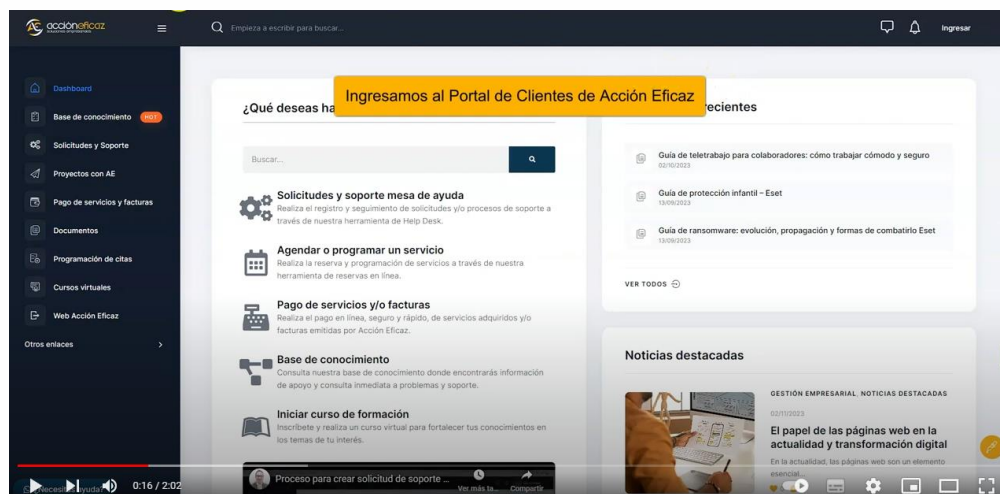 acciöneficaz
Empieza a escribir para buscar...
Ingresar
Ingresamos al Portal de Clientes de Acción Eficaz
Dashboard
Base de conocimiento HOT
Solicitudes y Soporte
Proyectos con AE
Pago de servicios y facturas
Documentos
Programación de citas
Cursos virtuales
Web Acción Eficaz
Otros enlaces
¿Qué deseas ha
Buscar...
Solicitudes y soporte mesa de ayuda
Realiza el registro y seguimiento de solicitudes y/o procesos de soporte a
través de nuestra herramienta de Help Desk.
Agendar o programar un servicio
Realiza la reserva y programación de servicios a través de nuestra
herramienta de reservas en línea.
Pago de servicios y/o facturas
Realiza el pago en línea, seguro y rápido, de servicios adquiridos y/o
facturas emitidas por Acción Eficaz.
Base de conocimiento
Consulta nuestra base de conocimiento donde encontrarás información
de apoyo y consulta inmediata a problemas y soporte.
Iniciar curso de formación
Inscríbete y realiza un curso virtual para fortalecer tus conocimientos en
los temas de tu interés.
Proceso para crear solicitud de soporte ...
Ver más ta...
Compartir
recientes
Guía de teletrabajo para colaboradores: cómo trabajar cómodo y seguro
02/10/2023
Guía de protección infantil – Eset
13/09/2023
Guía de ransomware: evolución, propagación y formas de combatirlo Eset
13/09/2023
VER TODOS
Noticias destacadas
GESTIÓN EMPRESARIAL, NOTICIAS DESTACADAS
02/11/2023
El papel de las páginas web en la
actualidad y transformación digital
En la actualidad, las páginas web son un elemento
esencial...
0:16 / 2:02